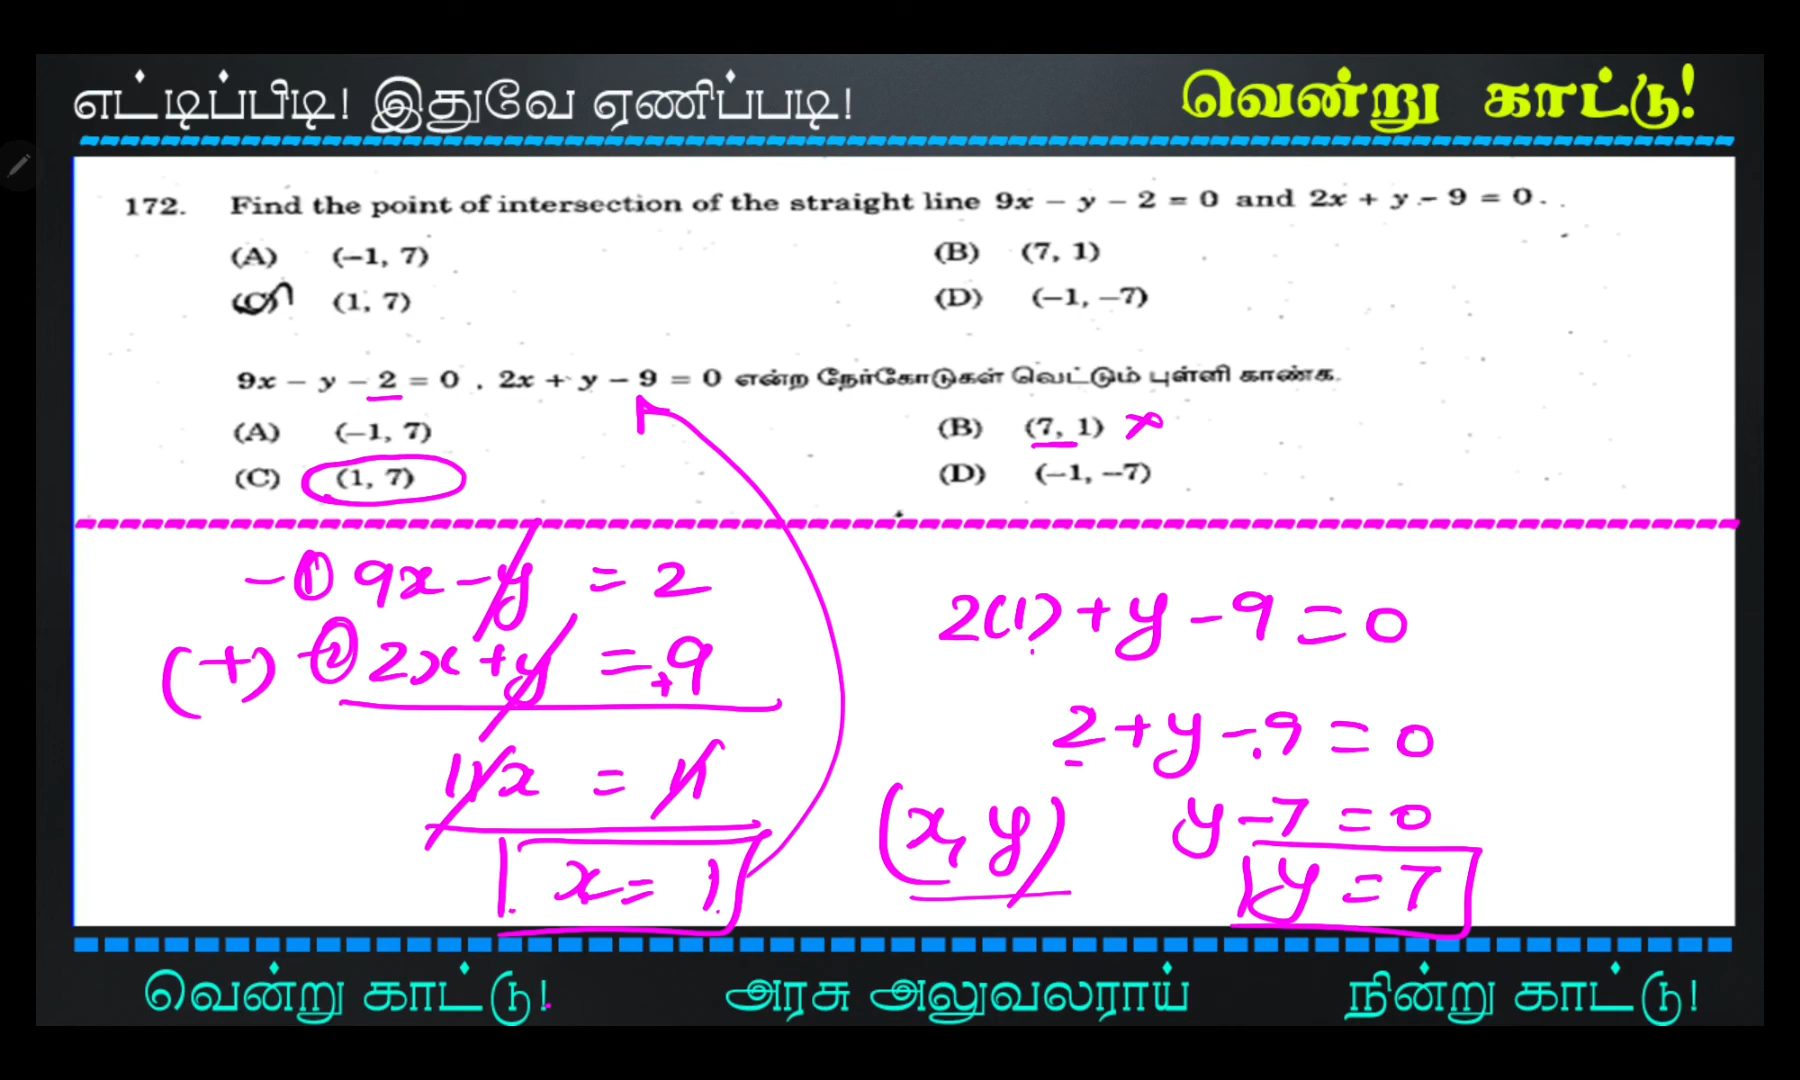 எட்டிப்பிடி! இதுவே ஏணிப்படி!
வென்று காட்டு!
172. Find the point of intersection of the straight line 9x – y – 2 = 0 and 2x + y – 9 = 0.
(A) (–1, 7) (B) (7, 1)
(C) (1, 7) (D) (–1, –7)
9x – y – 2 = 0 , 2x + y – 9 = 0 என்ற நேர்கோடுகள் வெட்டும் புள்ளி காண்க.
(A) (–1, 7) (B) (7, 1) ×
(C) (1, 7) (D) (–1, –7)
–① 9x – y = 2
(+) ② 2x + y = +9
11x = 11
x = 1
2(1) + y – 9 = 0
2 + y – 9 = 0
(x, y) y – 7 = 0
y = 7
வென்று காட்டு! அரசு அலுவலராய் நின்று காட்டு!